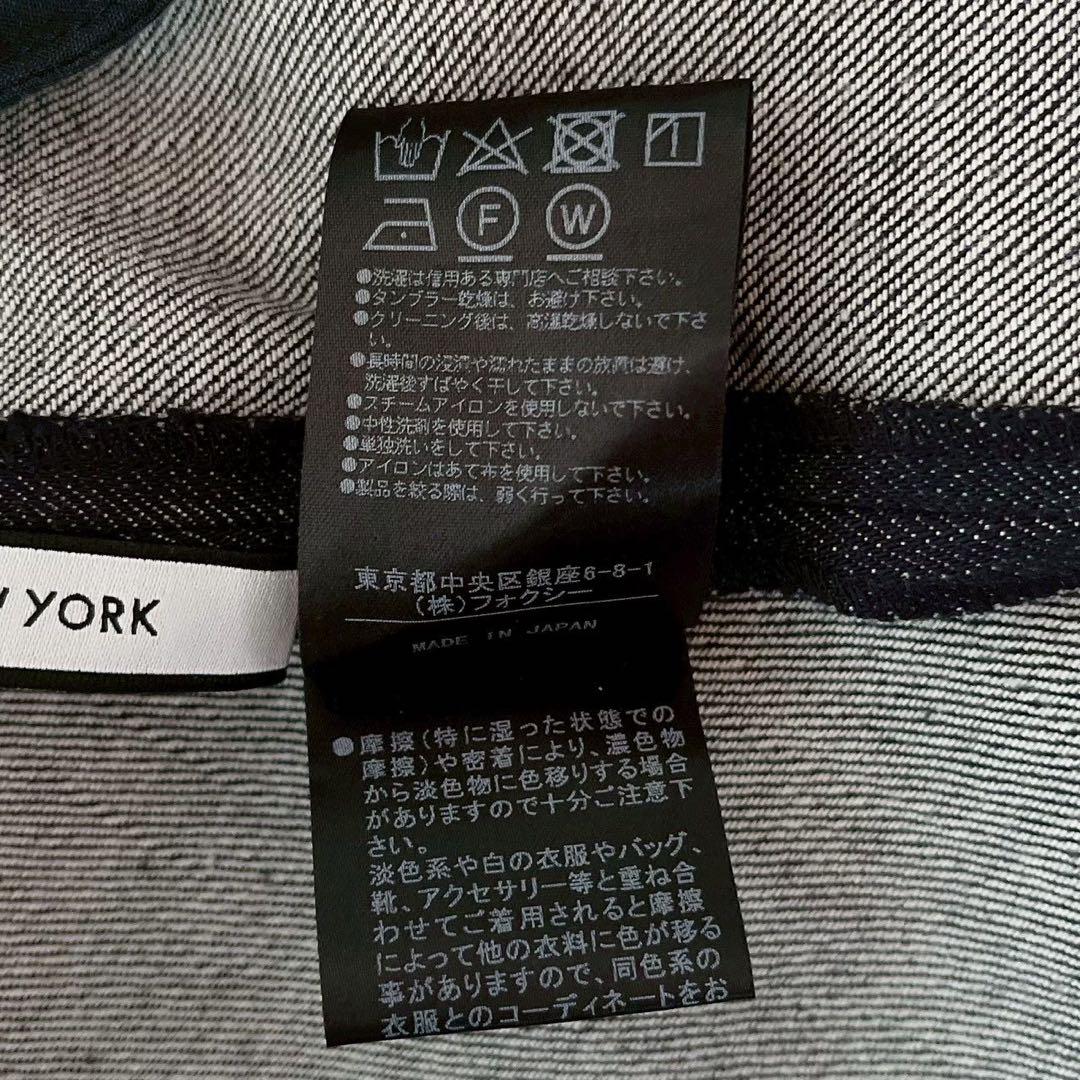 F W
●洗濯は信用ある専門店へご相談下さい。
●タンブラー乾燥は、お避け下さい。
●クリーニング後は、高温乾燥しないで下さ
い。
●長時間の浸漬や濡れたままの放置は避け、
洗濯後すばやく干して下さい。
●スチームアイロンを使用しないで下さい。
●中性洗剤を使用して下さい。
●単独洗いをして下さい。
●アイロンはあて布を使用して下さい。
●製品を絞る際は、弱く行って下さい。
東京都中央区銀座6-8-1
(株)フォクシー
MADE IN JAPAN
YORK
●摩擦(特に湿った状態での
摩擦)や密着により、濃色物
から淡色物に色移りする場合
がありますので十分ご注意下
さい。
淡色系や白の衣服やバッグ、
靴、アクセサリー等と重ね合
わせてご着用されると摩擦
によって他の衣料に色が移る
事がありますので、同色系の
衣服とのコーディネートをお